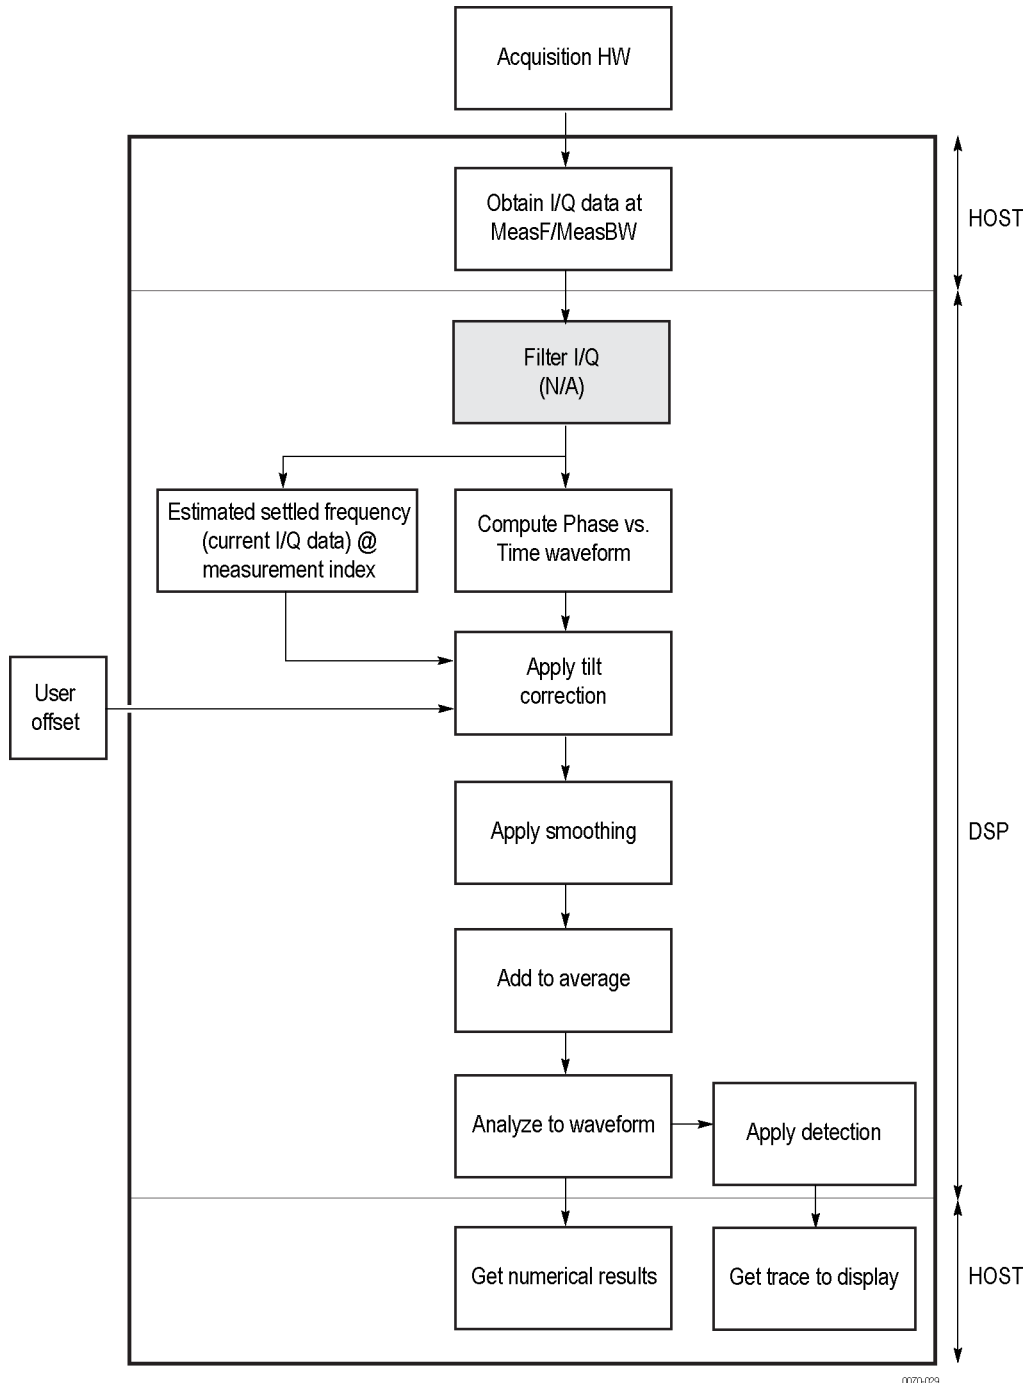 Acquisition HW
Obtain I/Q data at
MeasF/MeasBW
HOST
Filter I/Q
(N/A)
Estimated settled frequency
(current I/Q data) @
measurement index
Compute Phase vs.
Time waveform
User
offset
Apply tilt
correction
Apply smoothing
DSP
Add to average
Analyze to waveform
Apply detection
Get numerical results
Get trace to display
HOST
0070-029